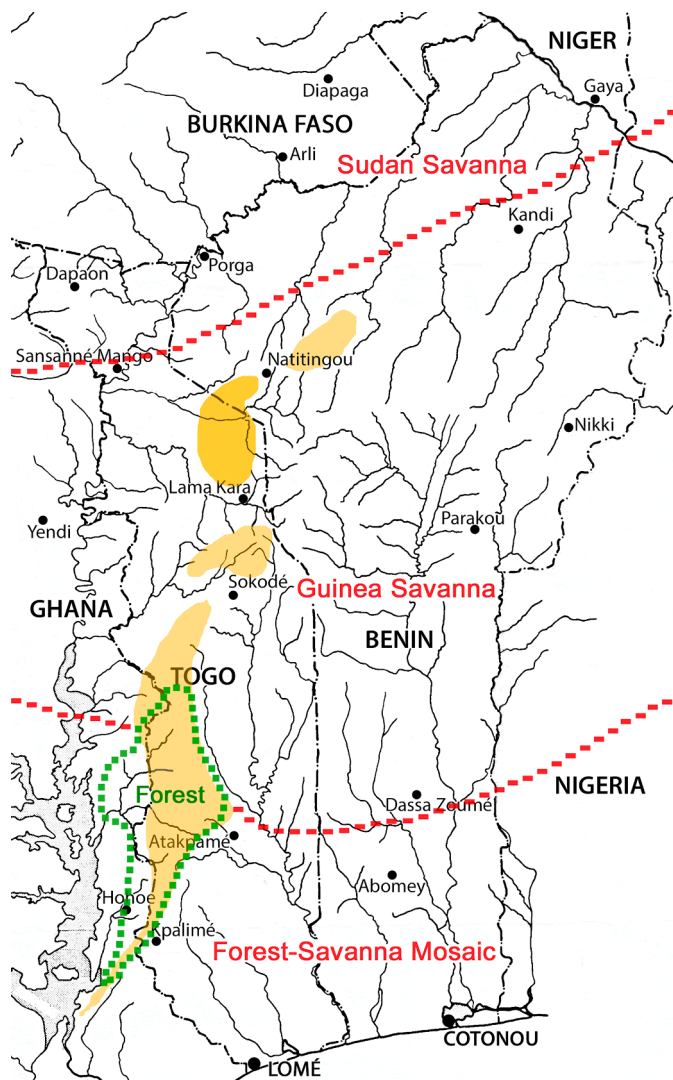 NIGER
Diapaga
Gaya
BURKINA FASO
Arli
Sudan Savanna
Kandi
Porga
Dapaon
Sansanné Mango
Natitingou
Nikki
Lama Kara
Yendi
Parakou
Sokodé
Guinea Savanna
GHANA
BENIN
TOGO
NIGERIA
Forest
Dassa Zoumé
Atakpamé
Abomey
Hohoe
Kpalimé
Forest-Savanna Mosaic
COTONOU
LOMÉ